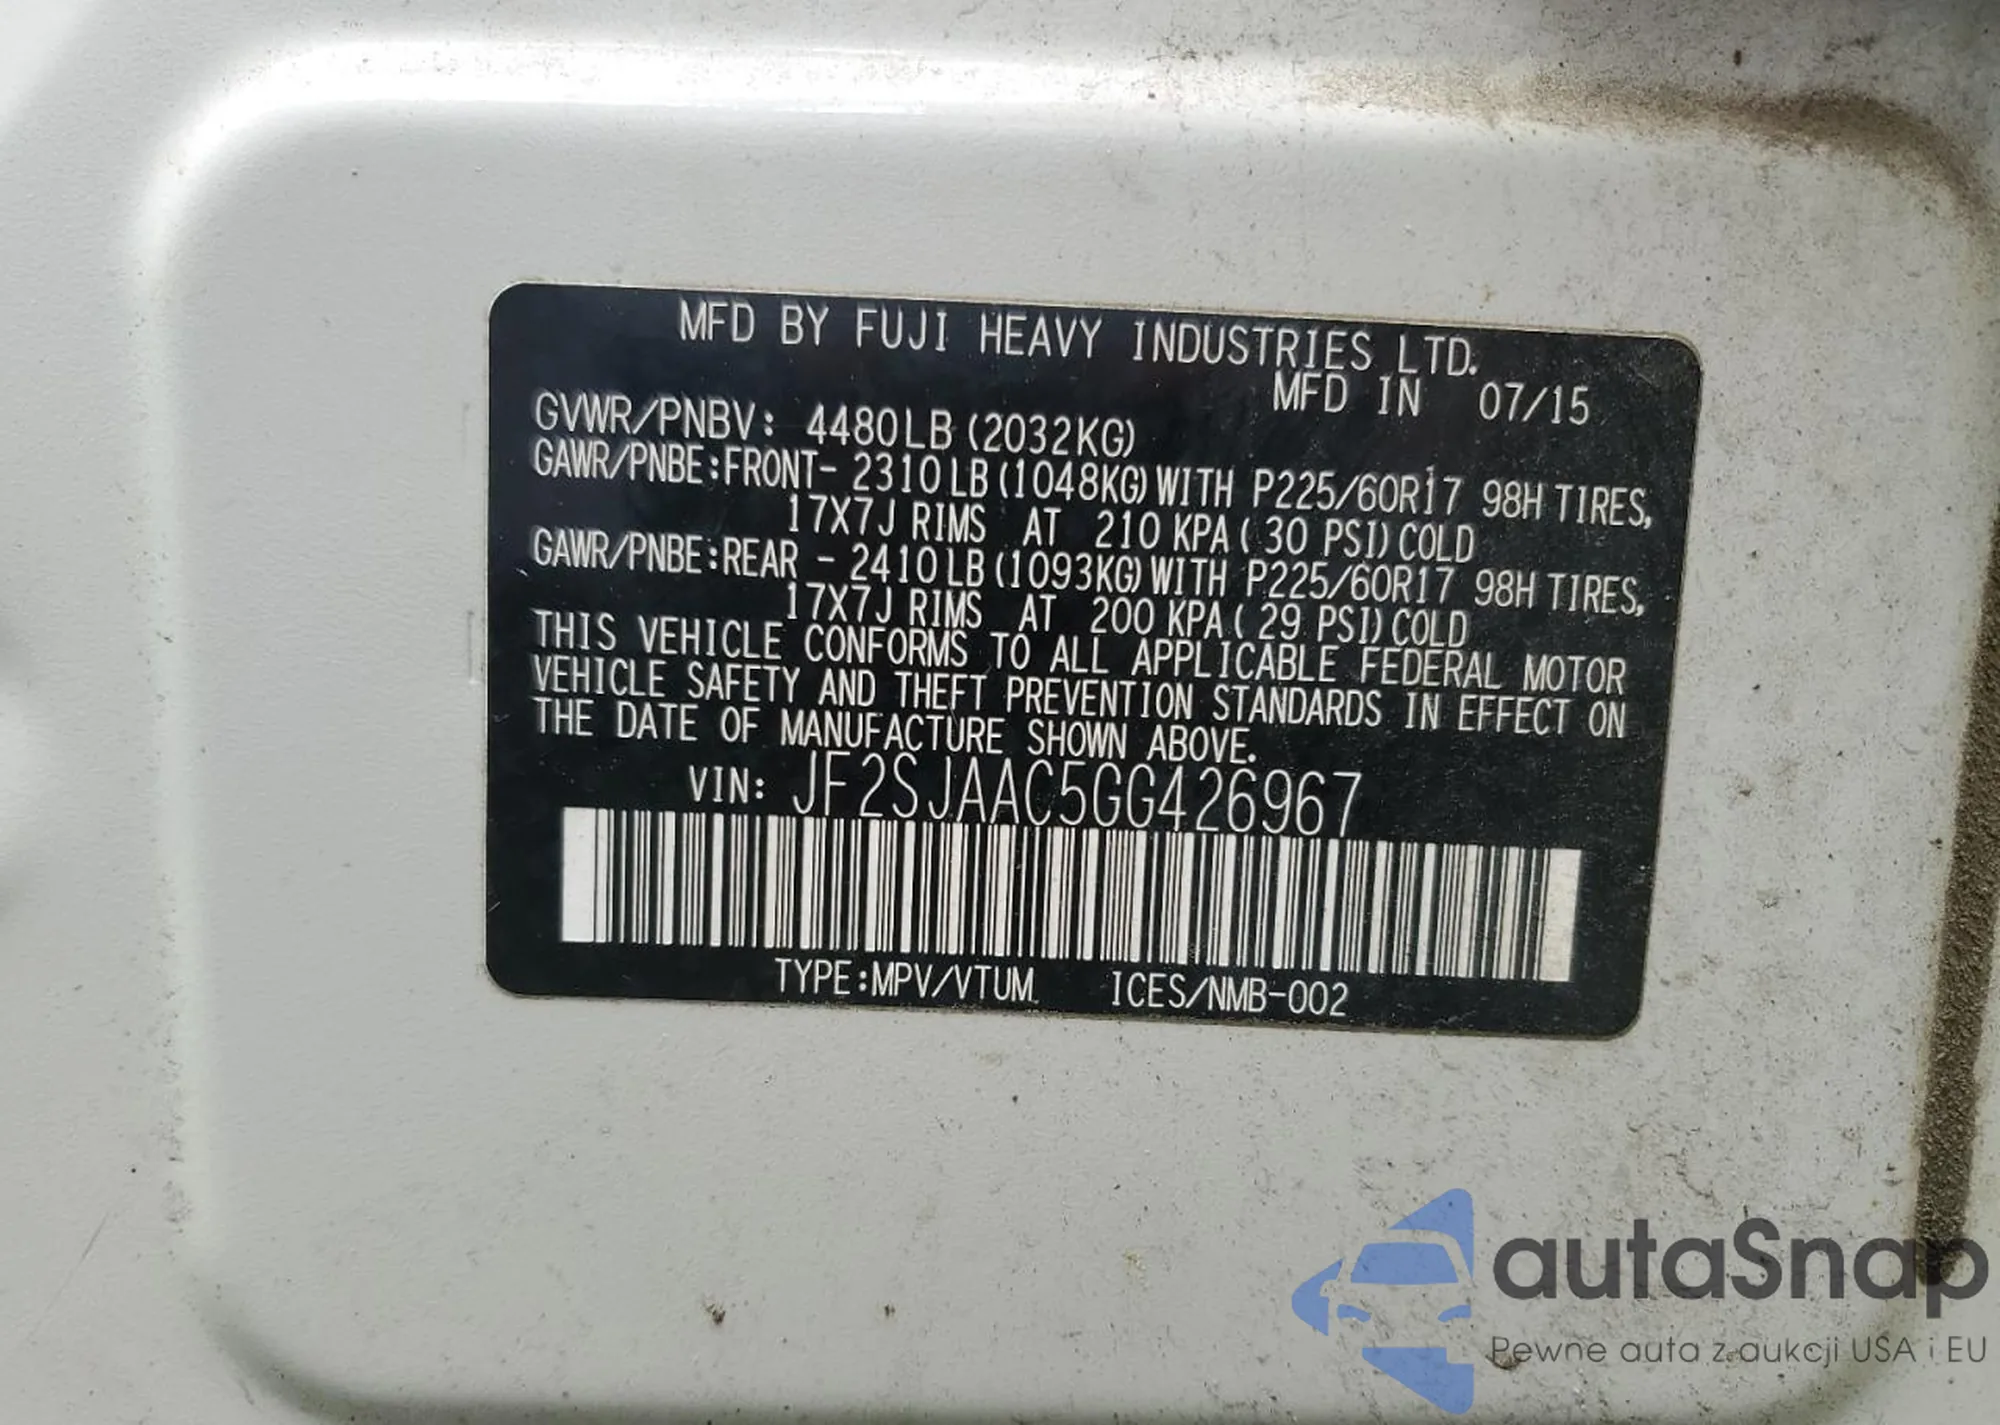 MFD BY FUJI HEAVY INDUSTRIES LTD.
MFD IN 07/15
GVWR/PNBV: 4480LB (2032KG)
GAWR/PNBE:FRONT- 2310LB (1048KG) WITH P225/60R17 98H TIRES,
17X7J RIMS AT 210 KPA ( 30 PSI) COLD
GAWR/PNBE:REAR - 2410LB (1093KG) WITH P225/60R17 98H TIRES,
17X7J RIMS AT 200 KPA ( 29 PSI) COLD
THIS VEHICLE CONFORMS TO ALL APPLICABLE FEDERAL MOTOR
VEHICLE SAFETY AND THEFT PREVENTION STANDARDS IN EFFECT ON
THE DATE OF MANUFACTURE SHOWN ABOVE.
VIN: JF2SJAAC5GG426967
TYPE:MPV/VTUM ICES/NMB-002
autaSnap
Pewne auta z aukcji USA i EU